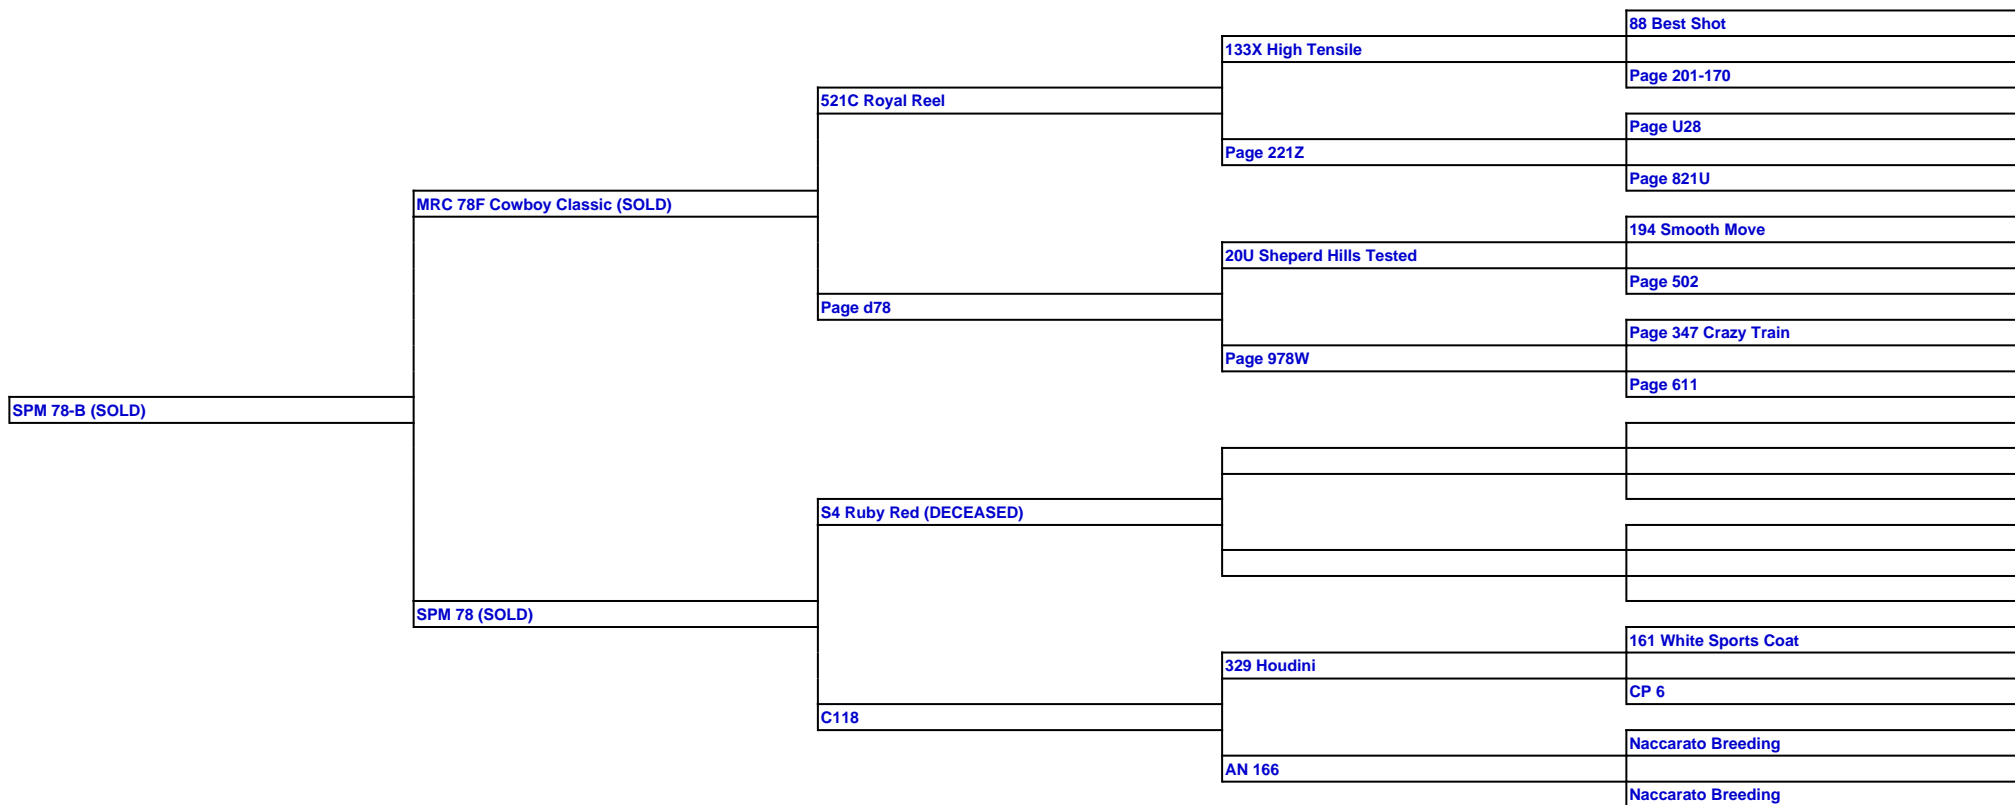 88 Best Shot
133X High Tensile
Page 201-170
521C Royal Reel
Page U28
Page 221Z
Page 821U
MRC 78F Cowboy Classic (SOLD)
194 Smooth Move
20U Sheperd Hills Tested
Page 502
Page d78
Page 347 Crazy Train
Page 978W
Page 611
SPM 78-B (SOLD)
S4 Ruby Red (DECEASED)
SPM 78 (SOLD)
161 White Sports Coat
329 Houdini
CP 6
C118
Naccarato Breeding
AN 166
Naccarato Breeding